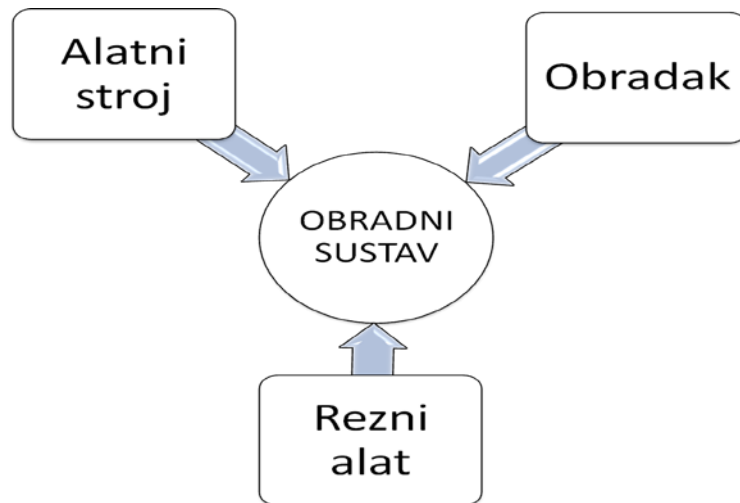 Alatni
stroj
Obradak
OBRADNI
SUSTAV
Rezni
alat